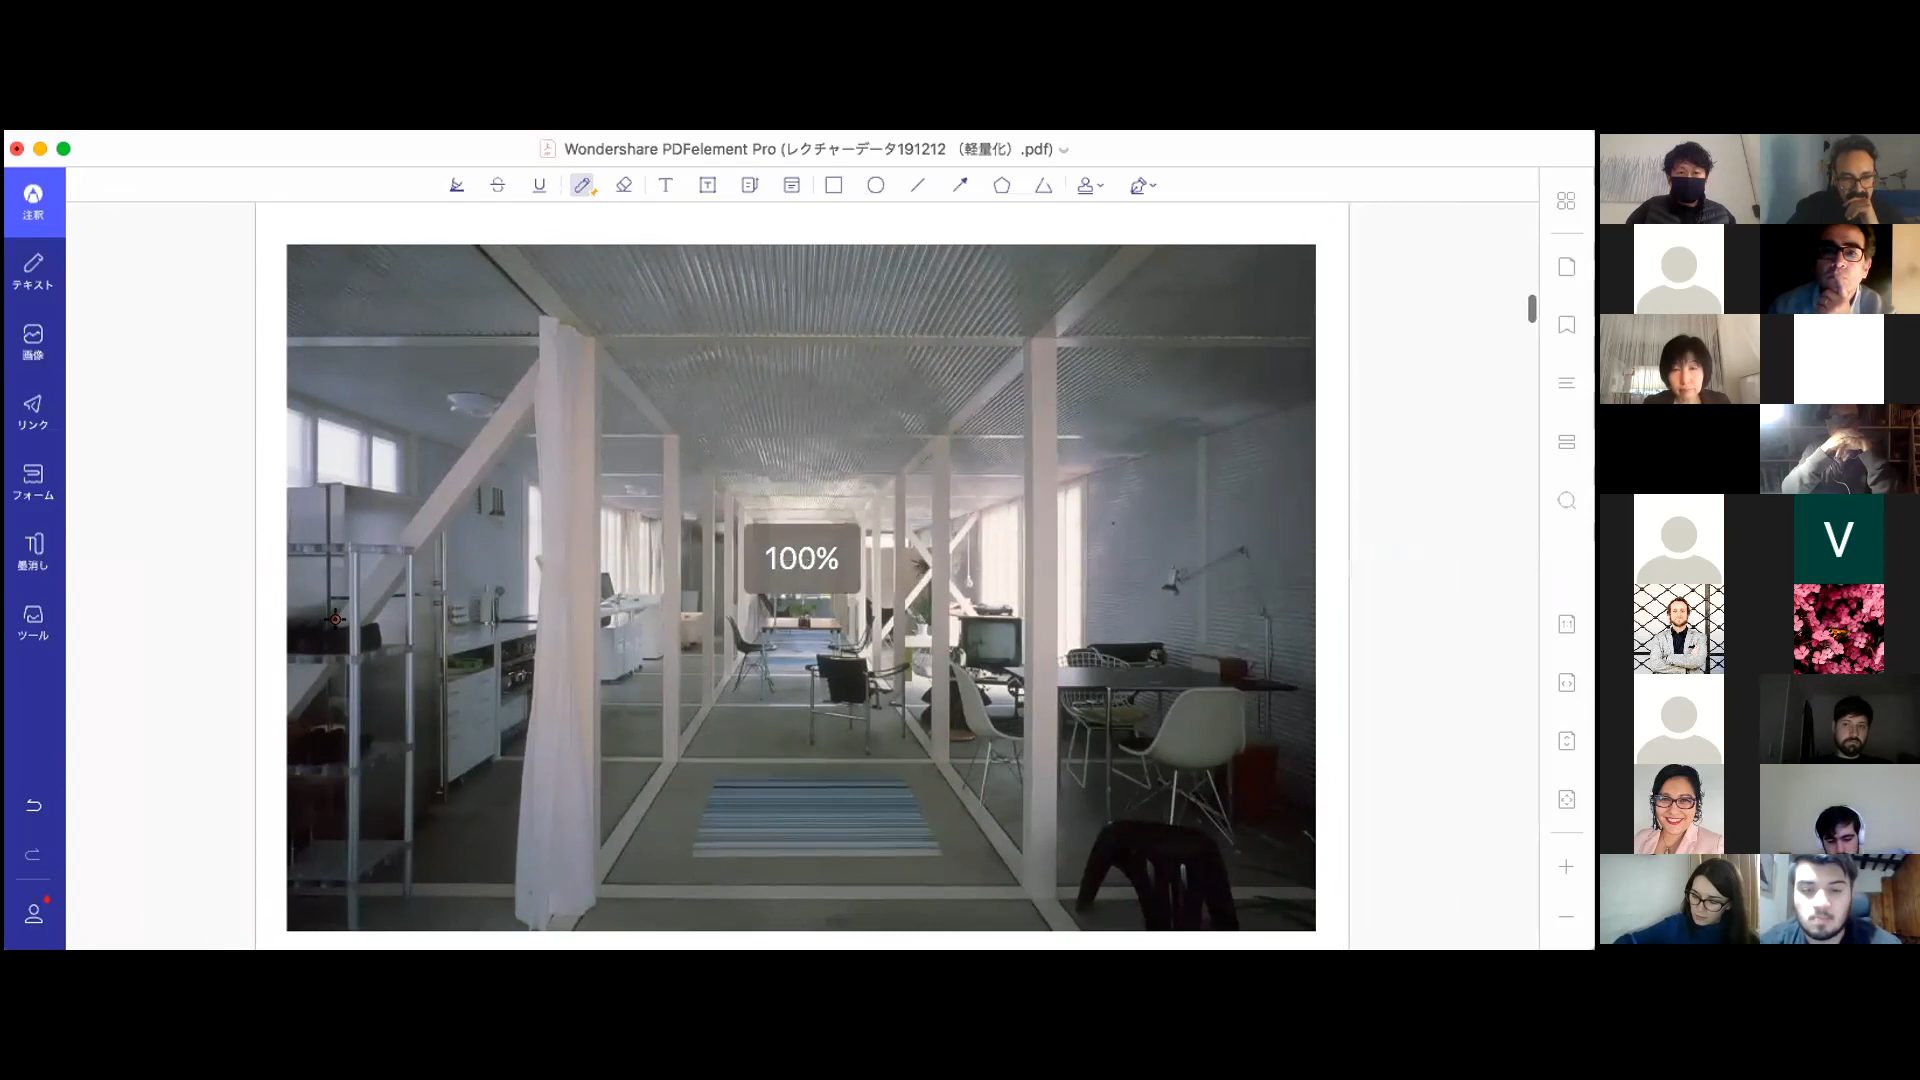 Wondershare PDFelement Pro (レクチャーデータ191212 （軽量化）.pdf)
注釈
テキスト
画像
リンク
フォーム
墨消し
ツール
100%
V